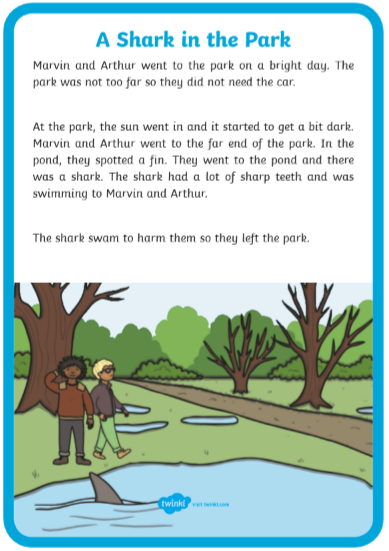 A Shark in the Park
Marvin and Arthur went to the park on a bright day. The
park was not too far so they did not need the car.
At the park, the sun went in and it started to get a bit dark.
Marvin and Arthur went to the far end of the park. In the
pond, they spotted a fin. They went to the pond and there
was a shark. The shark had a lot of sharp teeth and was
swimming to Marvin and Arthur.
The shark swam to harm them so they left the park.
twinkl visit twinkl.com